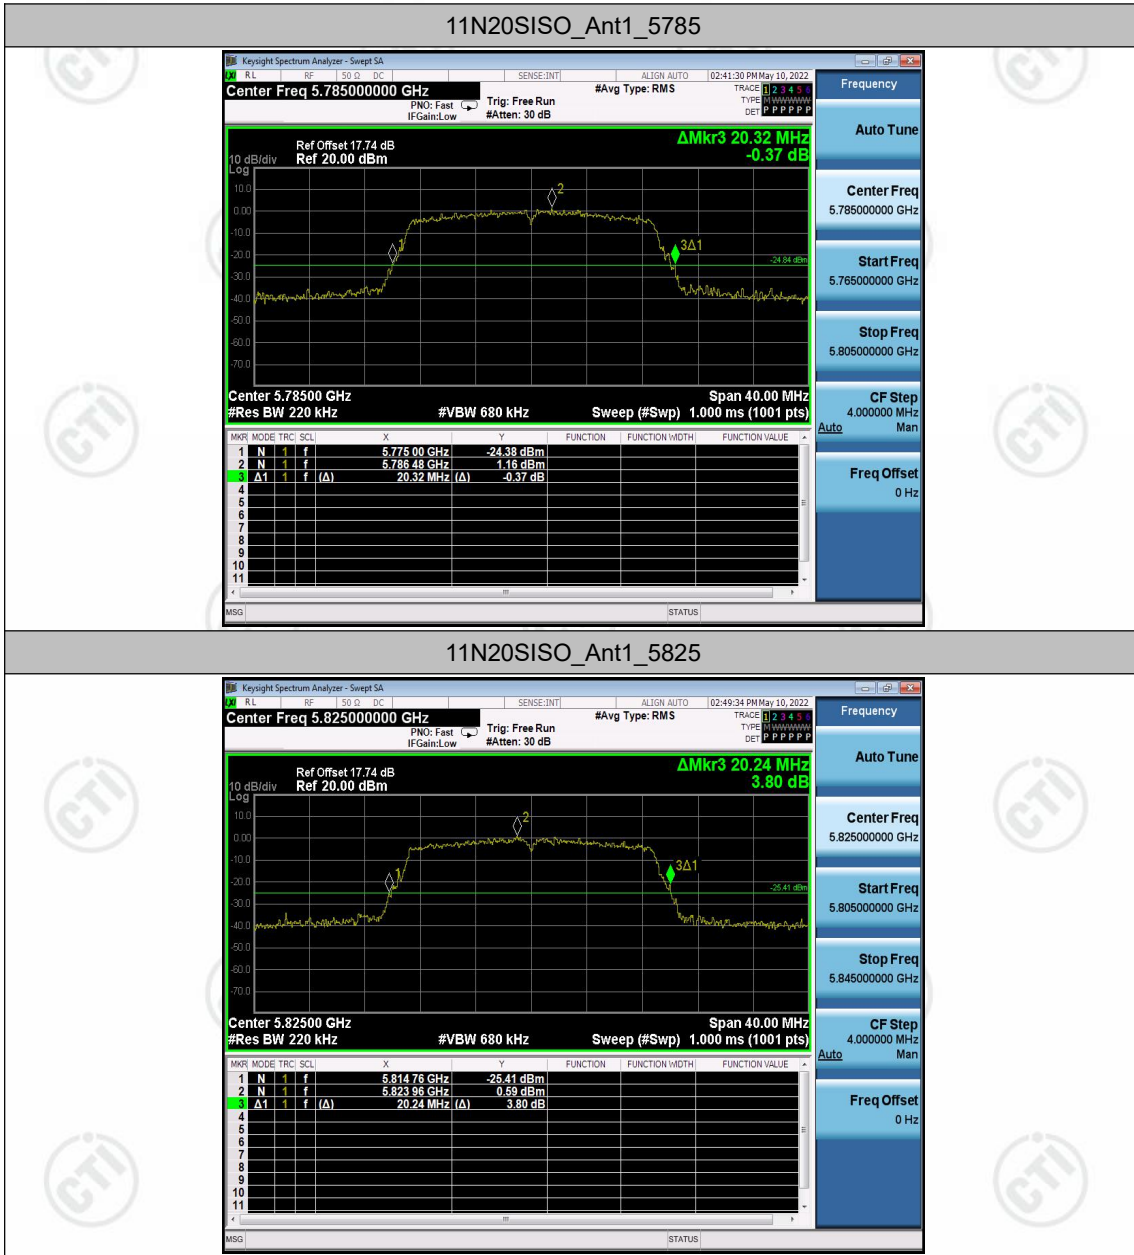 11N20SISO_Ant1_5785
Keysight Spectrum Analyzer - Swept SA
LXI RL RF 50 Ω DC SENSE:INT ALIGN AUTO 02:41:30 PM May 10, 2022
Center Freq 5.785000000 GHz #Avg Type: RMS TRACE 1 2 3 4 5 6
PNO: Fast Trig: Free Run TYPE M WWWWW
IFGain:Low #Atten: 30 dB DET P P P P P P
Frequency
Auto Tune
ΔMkr3 20.32 MHz
-0.37 dB
Ref Offset 17.74 dB
10 dB/div Ref 20.00 dBm
Log
10.0
0.00
-10.0
-20.0
-30.0
-40.0
-50.0
-60.0
-70.0
1
2
3Δ1
-24.84 dBm
Center 5.78500 GHz Span 40.00 MHz
#Res BW 220 kHz #VBW 680 kHz Sweep (#Swp) 1.000 ms (1001 pts)
Center Freq
5.785000000 GHz
Start Freq
5.765000000 GHz
Stop Freq
5.805000000 GHz
CF Step
4.000000 MHz
Auto Man
Freq Offset
0 Hz
MKR MODE TRC SCL X Y FUNCTION FUNCTION WIDTH FUNCTION VALUE
1 N 1 f 5.775 00 GHz -24.38 dBm
2 N 1 f 5.786 48 GHz 1.16 dBm
3 Δ1 1 f (Δ) 20.32 MHz (Δ) -0.37 dB
4
5
6
7
8
9
10
11
MSG STATUS
11N20SISO_Ant1_5825
Keysight Spectrum Analyzer - Swept SA
LXI RL RF 50 Ω DC SENSE:INT ALIGN AUTO 02:49:34 PM May 10, 2022
Center Freq 5.825000000 GHz #Avg Type: RMS TRACE 1 2 3 4 5 6
PNO: Fast Trig: Free Run TYPE M WWWWW
IFGain:Low #Atten: 30 dB DET P P P P P P
Frequency
Auto Tune
ΔMkr3 20.24 MHz
3.80 dB
Ref Offset 17.74 dB
10 dB/div Ref 20.00 dBm
Log
10.0
0.00
-10.0
-20.0
-30.0
-40.0
-50.0
-60.0
-70.0
1
2
3Δ1
-25.41 dBm
Center 5.82500 GHz Span 40.00 MHz
#Res BW 220 kHz #VBW 680 kHz Sweep (#Swp) 1.000 ms (1001 pts)
Center Freq
5.825000000 GHz
Start Freq
5.805000000 GHz
Stop Freq
5.845000000 GHz
CF Step
4.000000 MHz
Auto Man
Freq Offset
0 Hz
MKR MODE TRC SCL X Y FUNCTION FUNCTION WIDTH FUNCTION VALUE
1 N 1 f 5.814 76 GHz -25.41 dBm
2 N 1 f 5.823 96 GHz 0.59 dBm
3 Δ1 1 f (Δ) 20.24 MHz (Δ) 3.80 dB
4
5
6
7
8
9
10
11
MSG STATUS
CTI
CTI
CTI
CTI
CTI
CTI
CTI
CTI